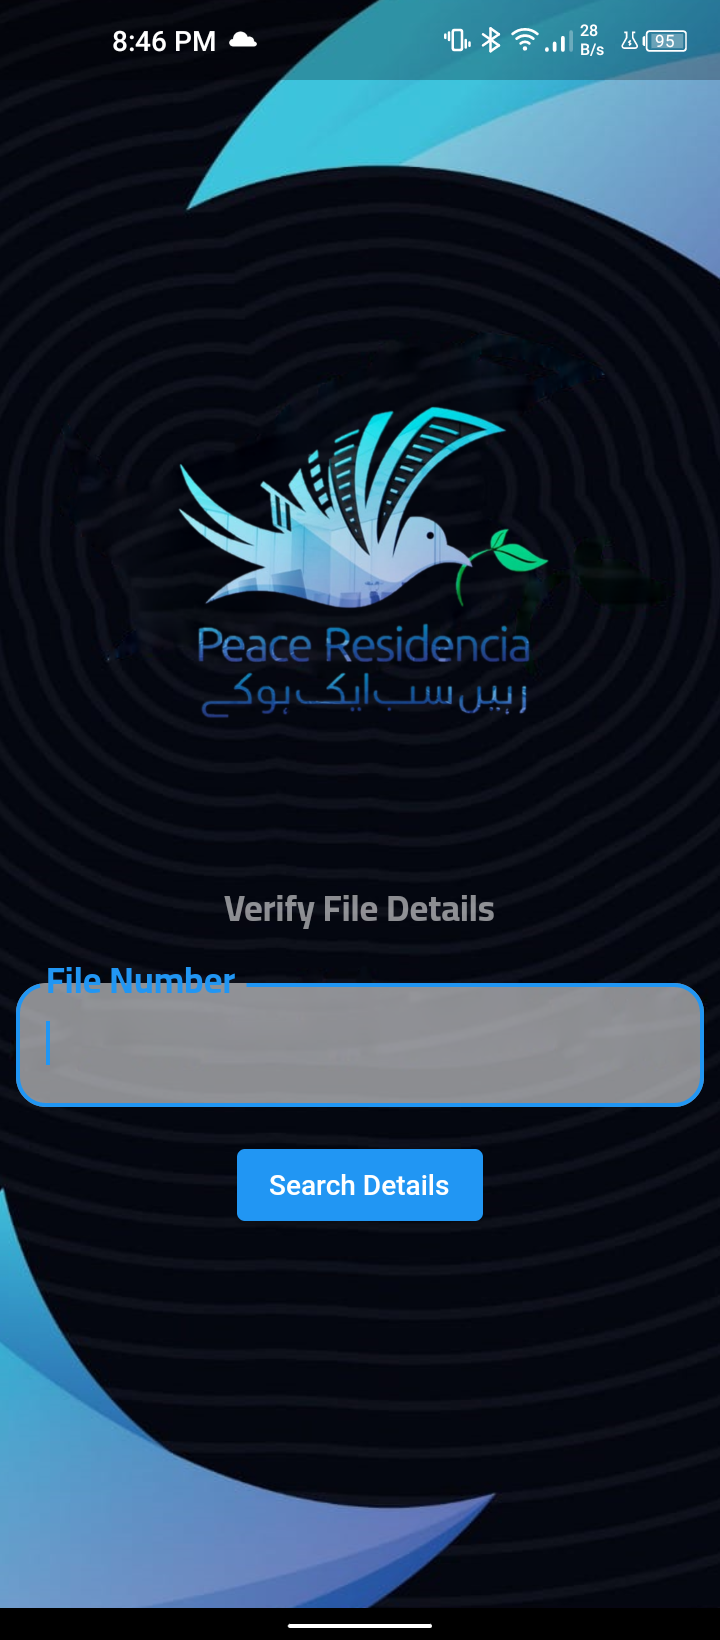 8:46 PM
28
B/s
95
Peace Residencia
رہیں سب ایک ہوکے
Verify File Details
File Number
Search Details